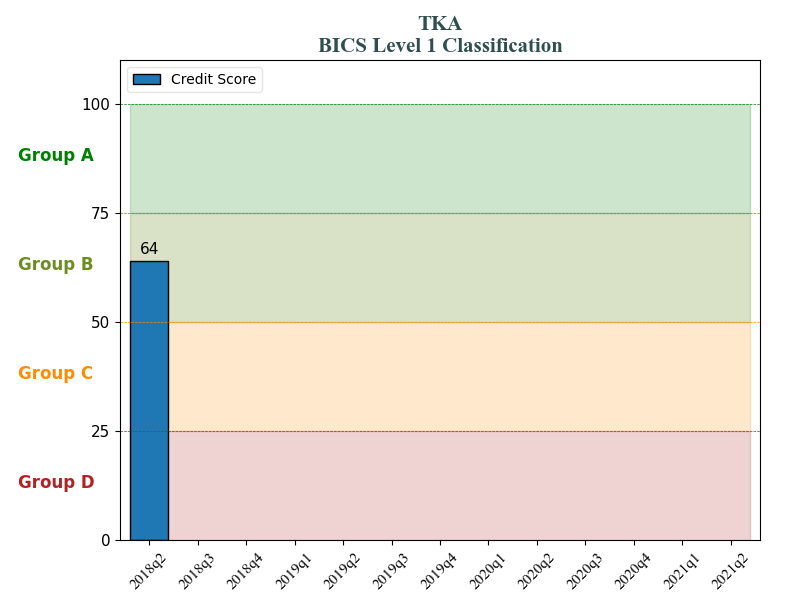 TKA
BICS Level 1 Classification
Credit Score
100
Group A
75
64
Group B
50
Group C
25
Group D
0
2018q2
2018q3
2018q4
2019q1
2019q2
2019q3
2019q4
2020q1
2020q2
2020q3
2020q4
2021q1
2021q2